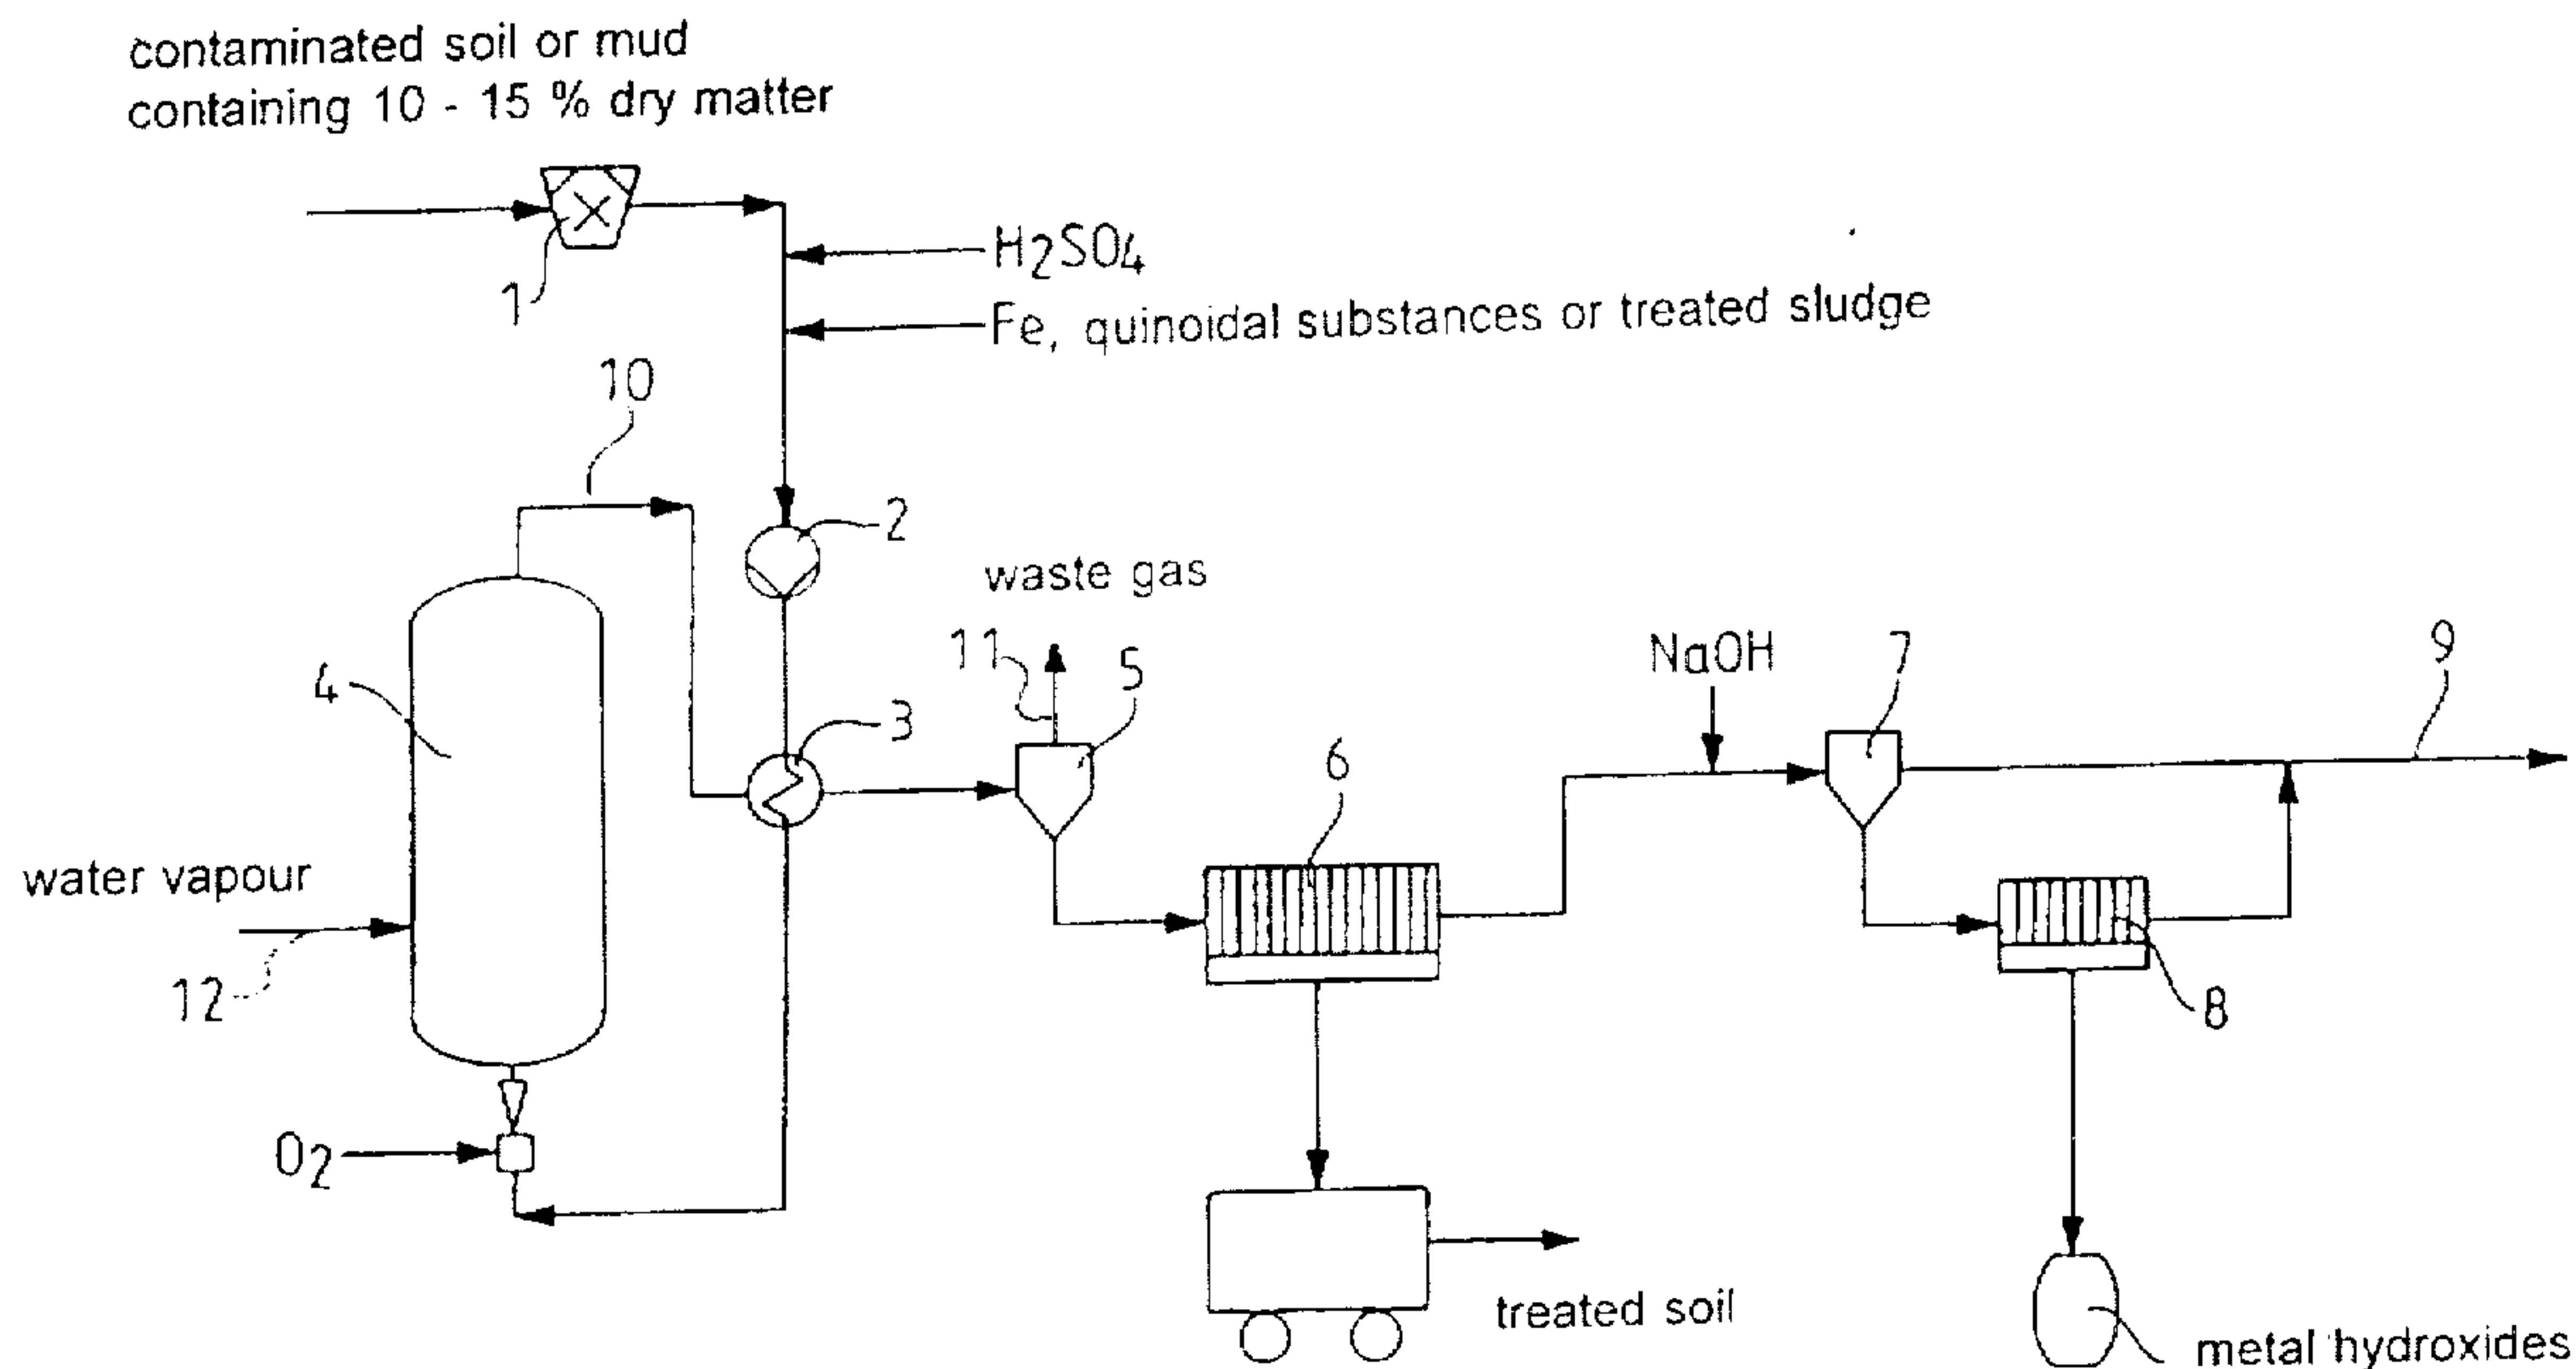 contaminated soil or mud
containing 10 - 15 % dry matter
1
H2SO4
Fe, quinoidal substances or treated sludge
10
2
waste gas
11
5
NaOH
7
9
4
3
6
water vapour
12
8
O2
treated soil
metal hydroxides